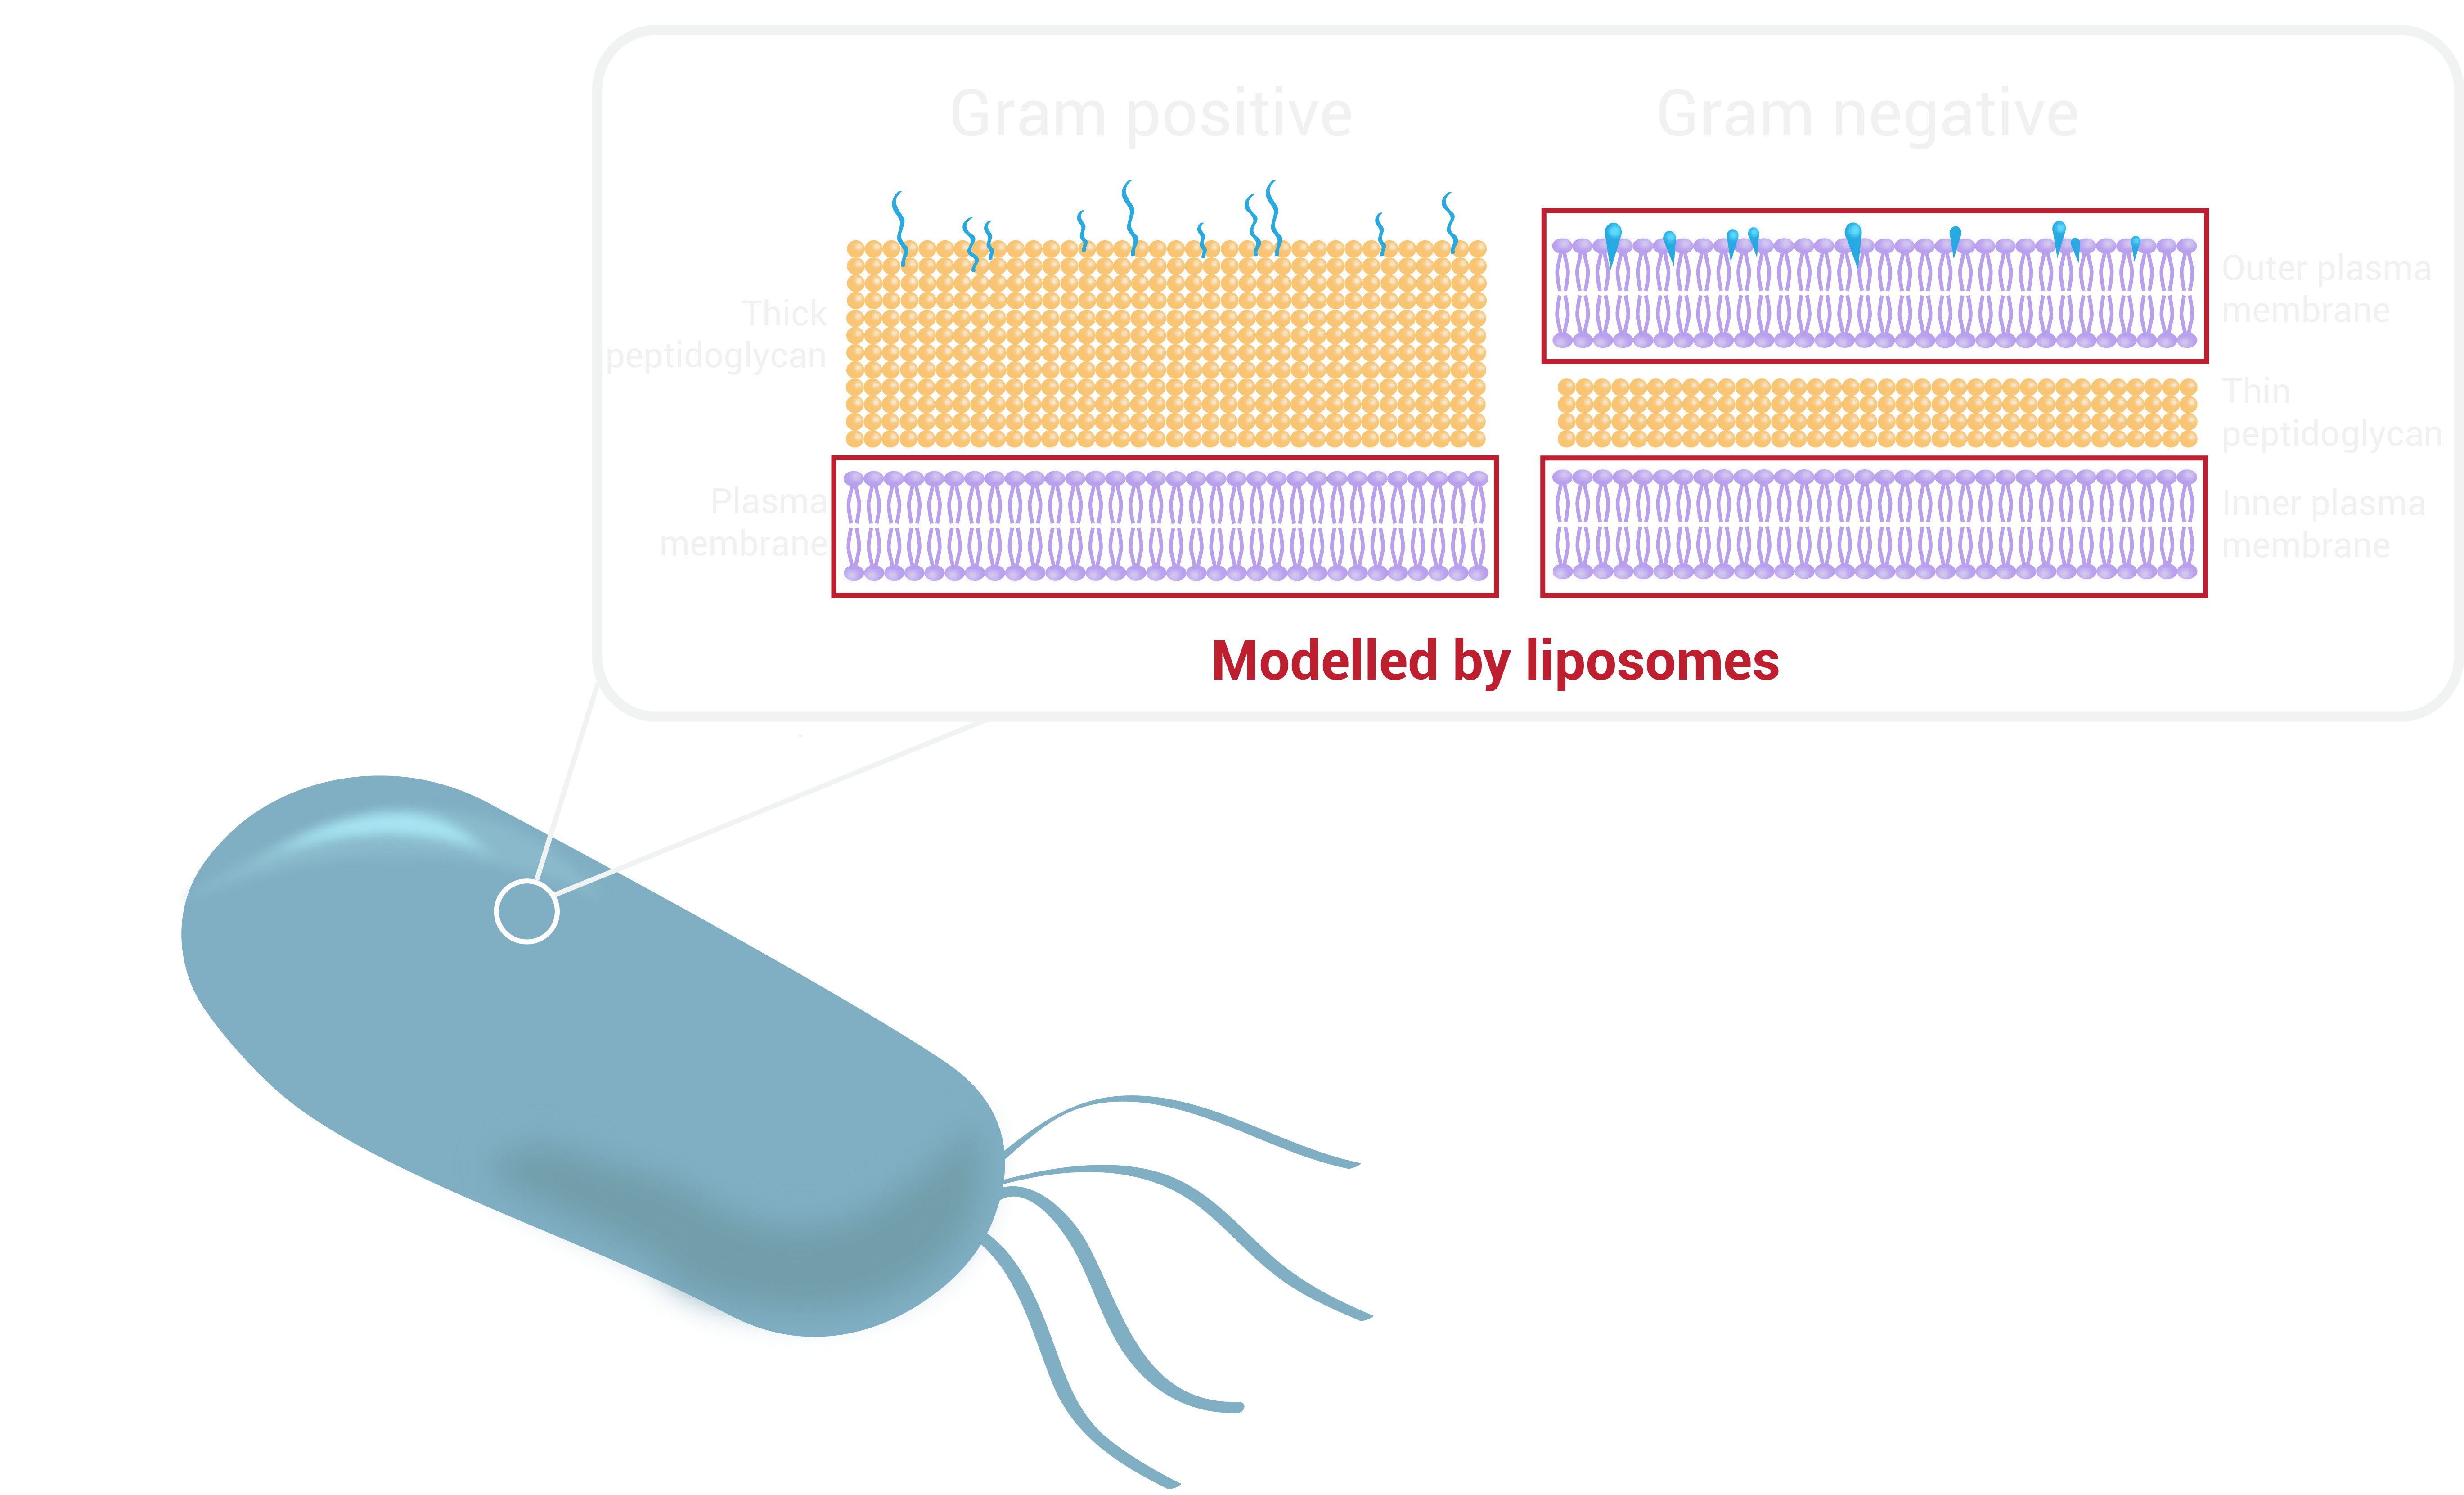 Gram positive
Gram negative
Thick
peptidoglycan
Plasma
membrane
Outer plasma
membrane
Thin
peptidoglycan
Inner plasma
membrane
Modelled by liposomes